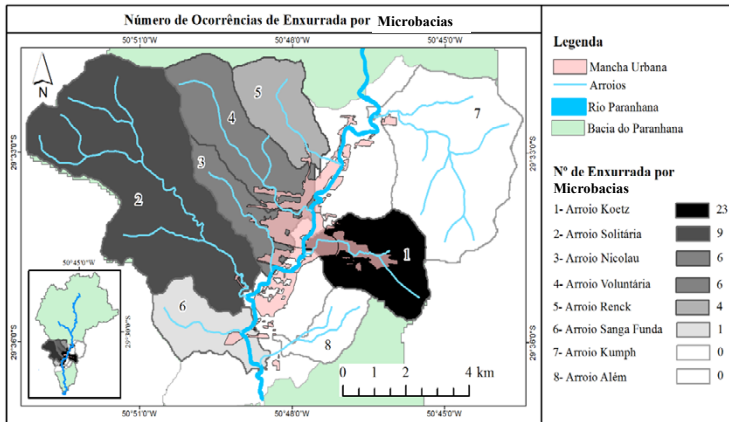 Número de Ocorrências de Enxurrada por Microbacias
50°51'0"W 50°48'0"W 50°45'0"W
N
29°33'0"S
29°36'0"S
29°33'0"S
29°36'0"S
1
2
3
4
5
6
7
8
50°45'0"W
29°30'0"S
0 2 4 km
50°51'0"W 50°48'0"W 50°45'0"W
Legenda
Mancha Urbana
Arroios
Rio Paranhana
Bacia do Paranhana
Nº de Enxurrada por
Microbacias
1- Arroio Koetz 23
2- Arroio Solitária 9
3- Arroio Nicolau 6
4- Arroio Voluntária 6
5- Arroio Renck 4
6- Arroio Sanga Funda 1
7- Arroio Kumph 0
8- Arroio Além 0